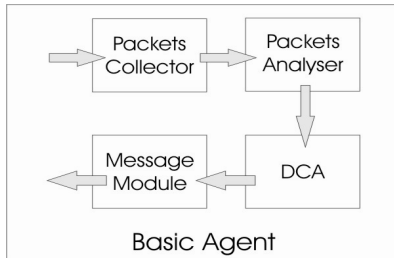 Packets
Collector
Packets
Analyser
Message
Module
DCA
Basic Agent